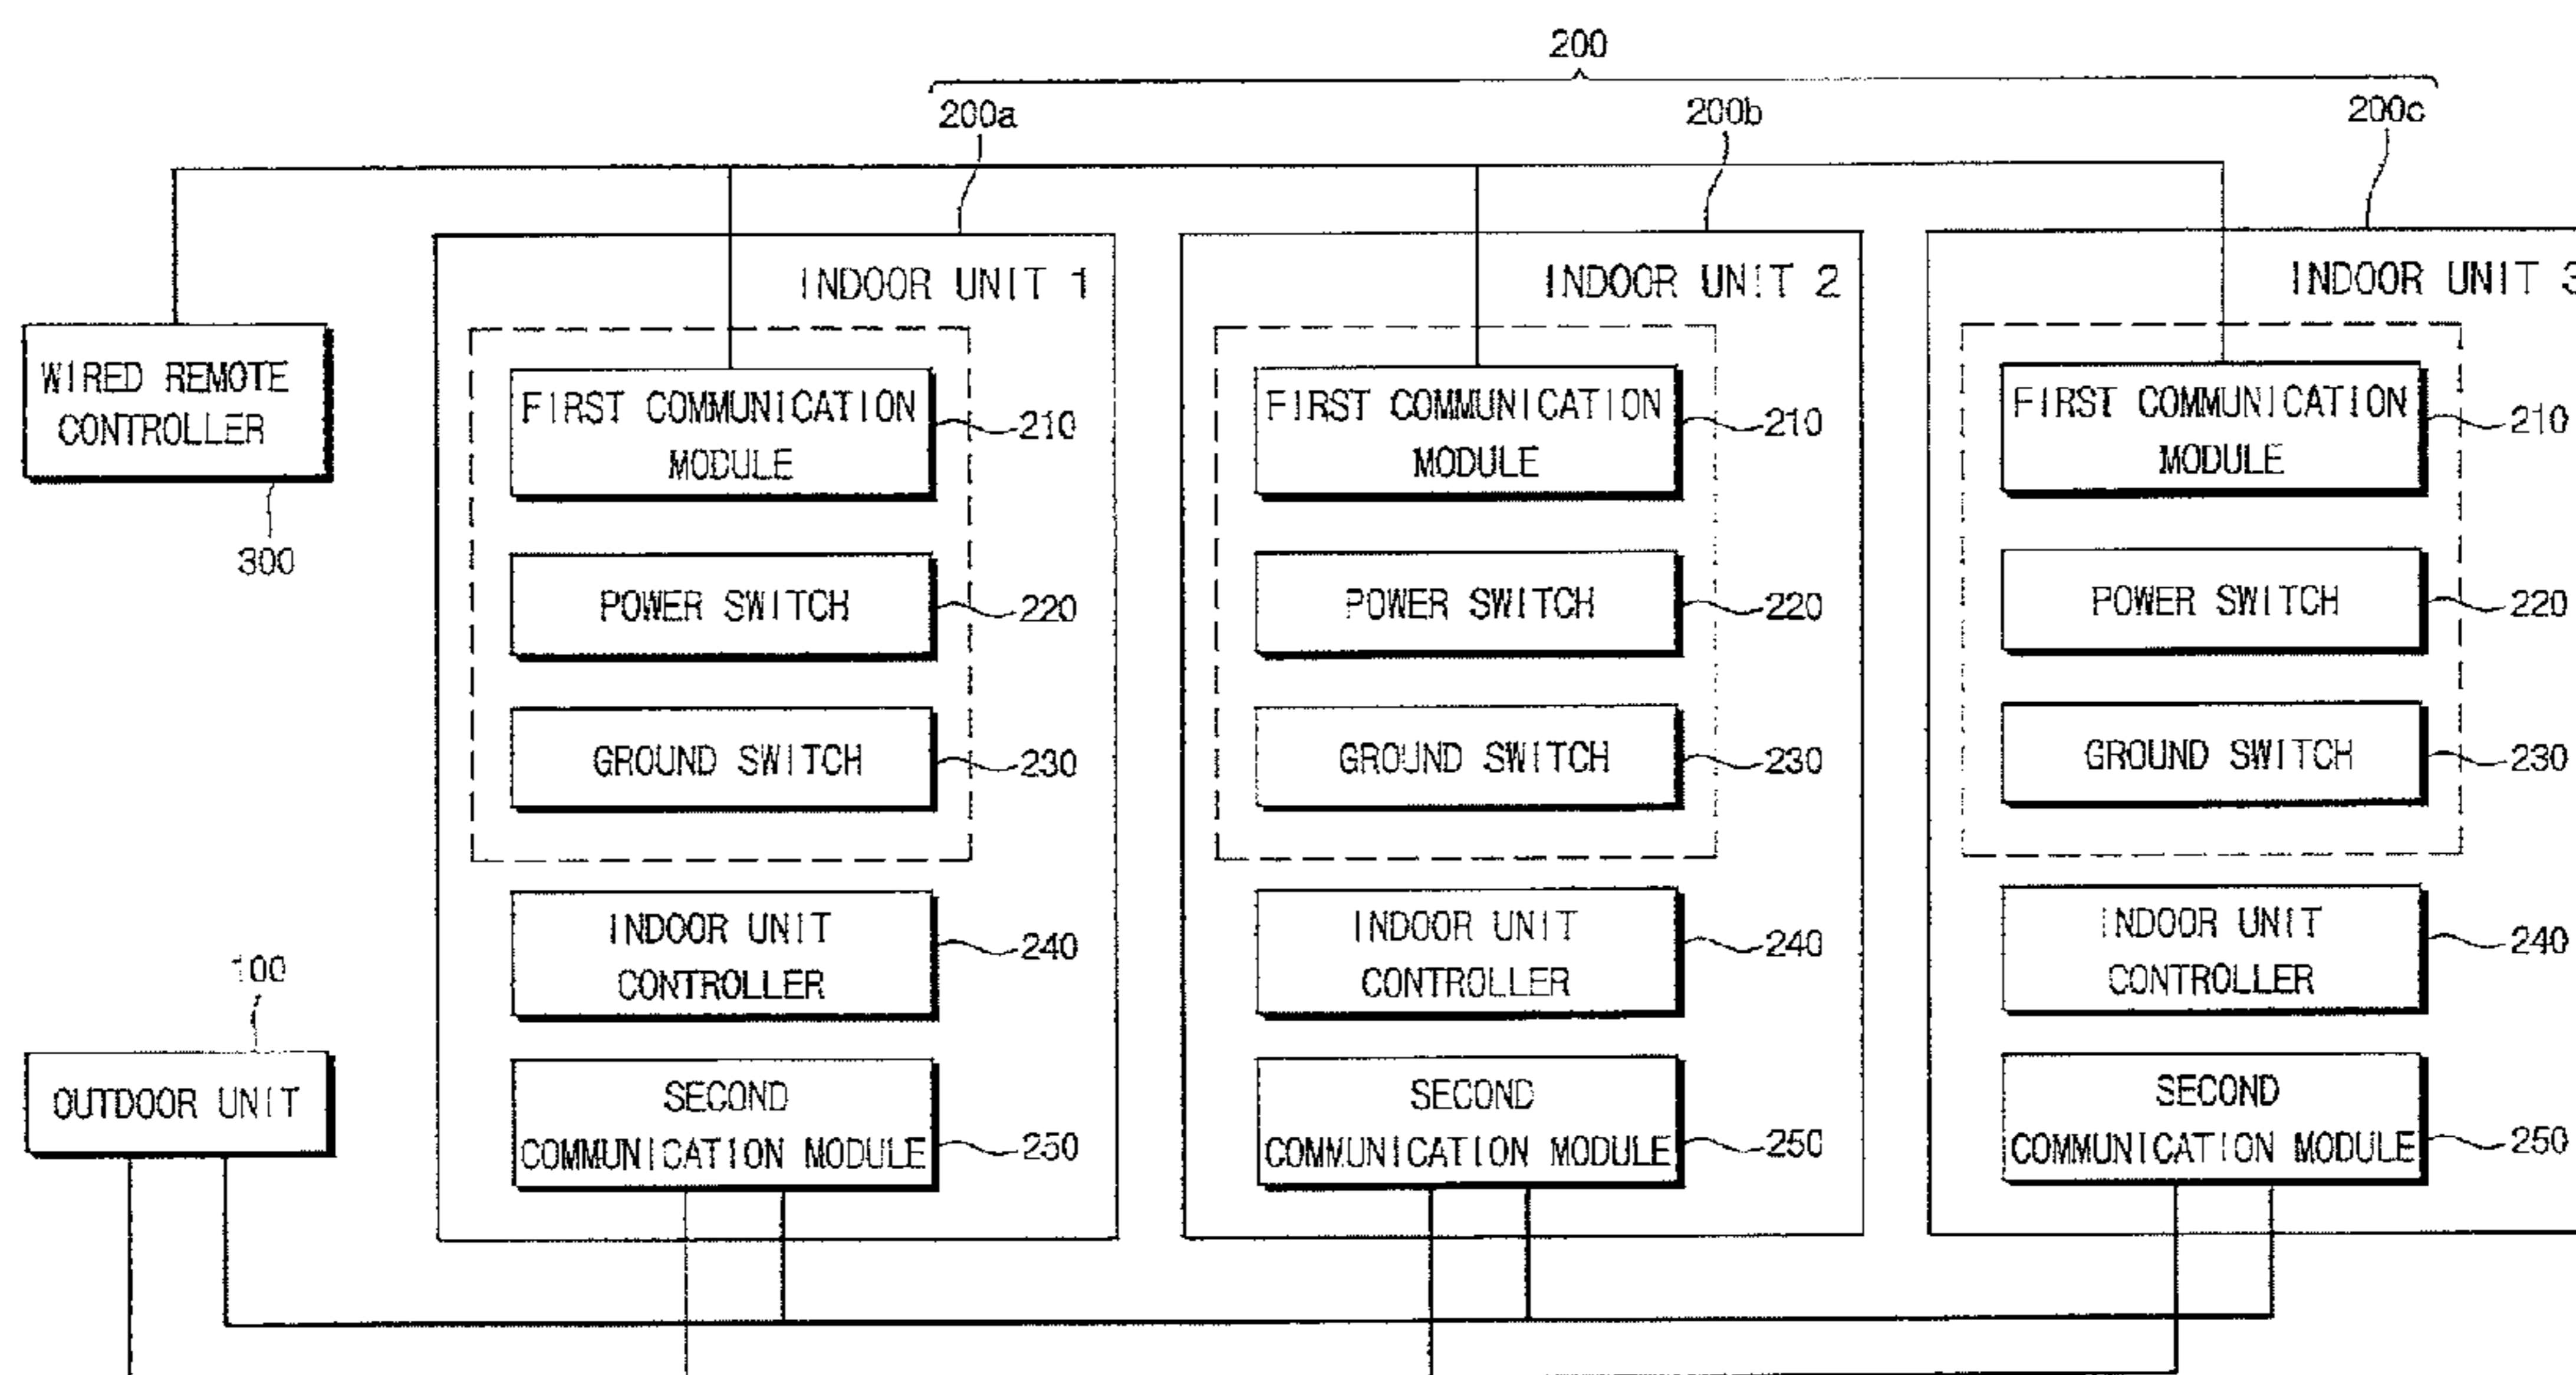 200
200a
200b
200c
INDOOR UNIT 1
INDOOR UNIT 2
INDOOR UNIT 3
WIRED REMOTE
CONTROLLER
300
FIRST COMMUNICATION
MODULE
210
POWER SWITCH
220
GROUND SWITCH
230
INDOOR UNIT
CONTROLLER
240
SECOND
COMMUNICATION MODULE
250
FIRST COMMUNICATION
MODULE
210
POWER SWITCH
220
GROUND SWITCH
230
INDOOR UNIT
CONTROLLER
240
SECOND
COMMUNICATION MODULE
250
FIRST COMMUNICATION
MODULE
210
POWER SWITCH
220
GROUND SWITCH
230
INDOOR UNIT
CONTROLLER
240
SECOND
COMMUNICATION MODULE
250
100
OUTDOOR UNIT